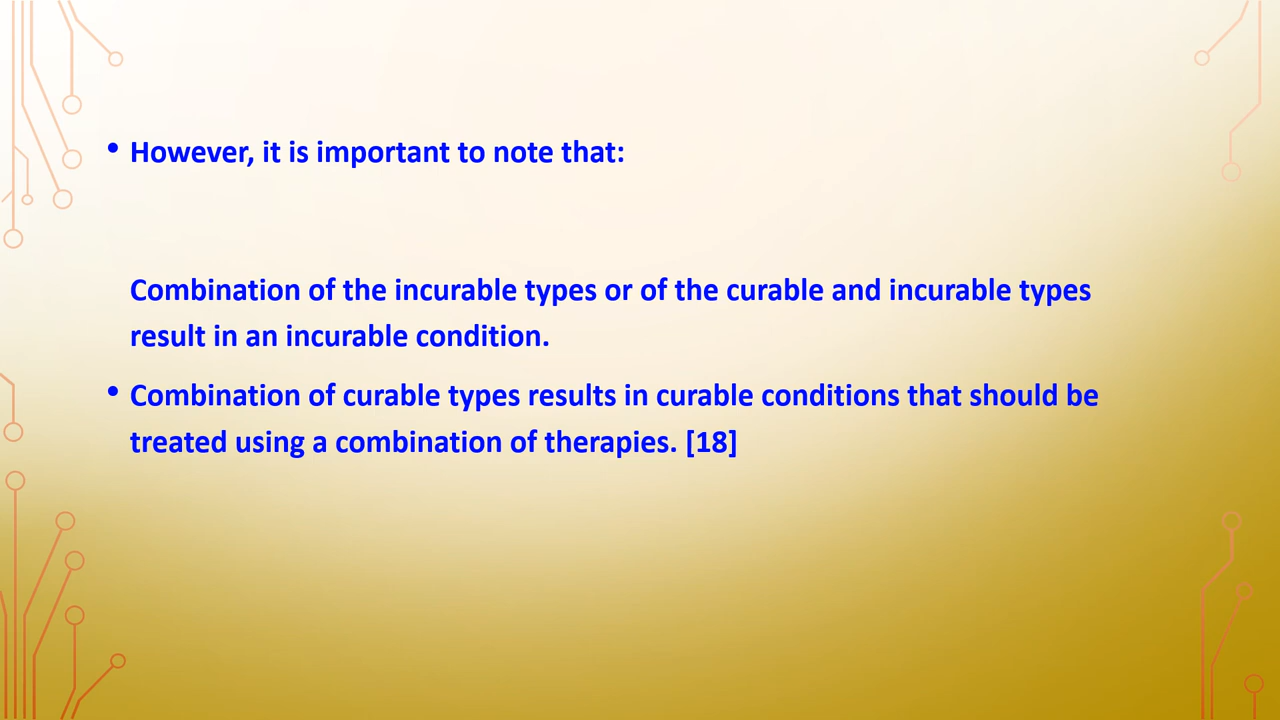 • However, it is important to note that:
Combination of the incurable types or of the curable and incurable types
result in an incurable condition.
• Combination of curable types results in curable conditions that should be
treated using a combination of therapies. [18]